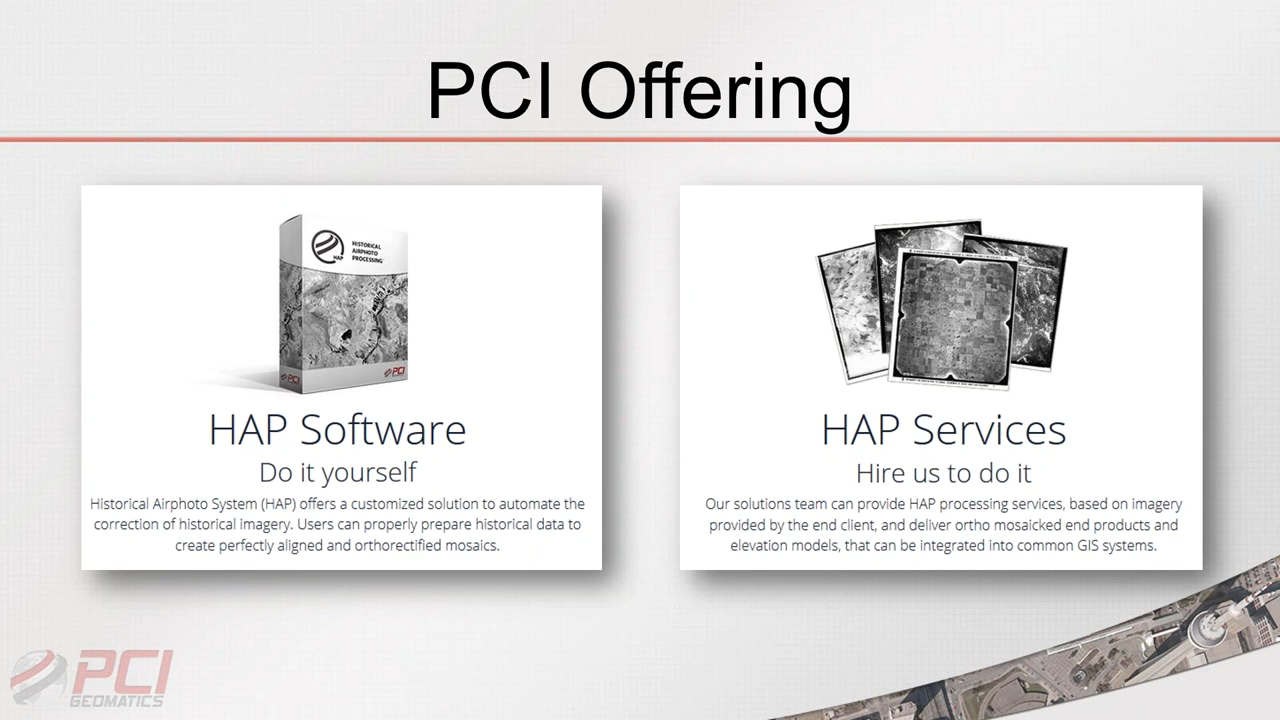 PCI Offering
HAP
HISTORICAL
AIRPHOTO
PROCESSING
PCI
PCI
HAP Software
Do it yourself
Historical Airphoto System (HAP) offers a customized solution to automate the
correction of historical imagery. Users can properly prepare historical data to
create perfectly aligned and orthorectified mosaics.
HAP Services
Hire us to do it
Our solutions team can provide HAP processing services, based on imagery
provided by the end client, and deliver ortho mosaicked end products and
elevation models, that can be integrated into common GIS systems.
PCI
GEOMATICS